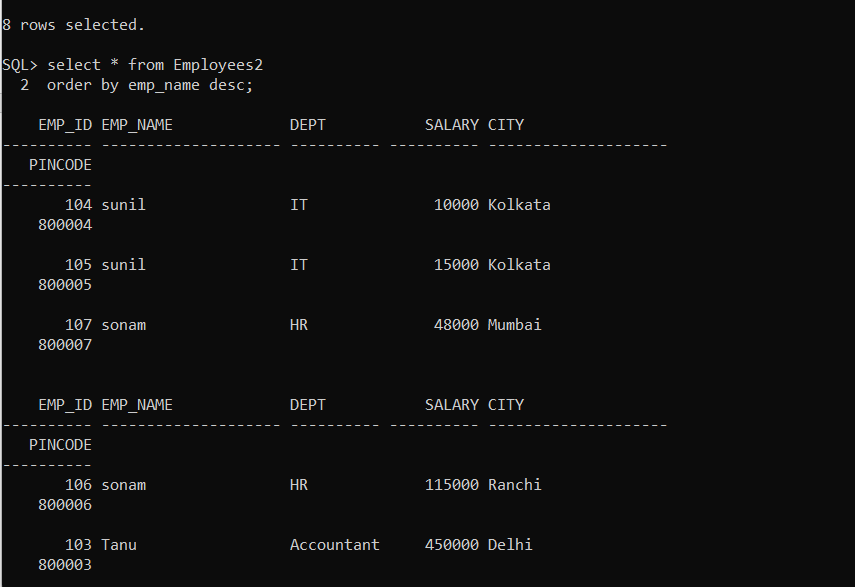 8 rows selected.
SQL> select * from Employees2
  2  order by emp_name desc;
    EMP_ID EMP_NAME             DEPT           SALARY CITY
---------- -------------------- ---------- ---------- --------------------
   PINCODE
----------
       104 sunil                IT              10000 Kolkata
    800004
       105 sunil                IT              15000 Kolkata
    800005
       107 sonam                HR              48000 Mumbai
    800007
    EMP_ID EMP_NAME             DEPT           SALARY CITY
---------- -------------------- ---------- ---------- --------------------
   PINCODE
----------
       106 sonam                HR             115000 Ranchi
    800006
       103 Tanu                 Accountant     450000 Delhi
    800003